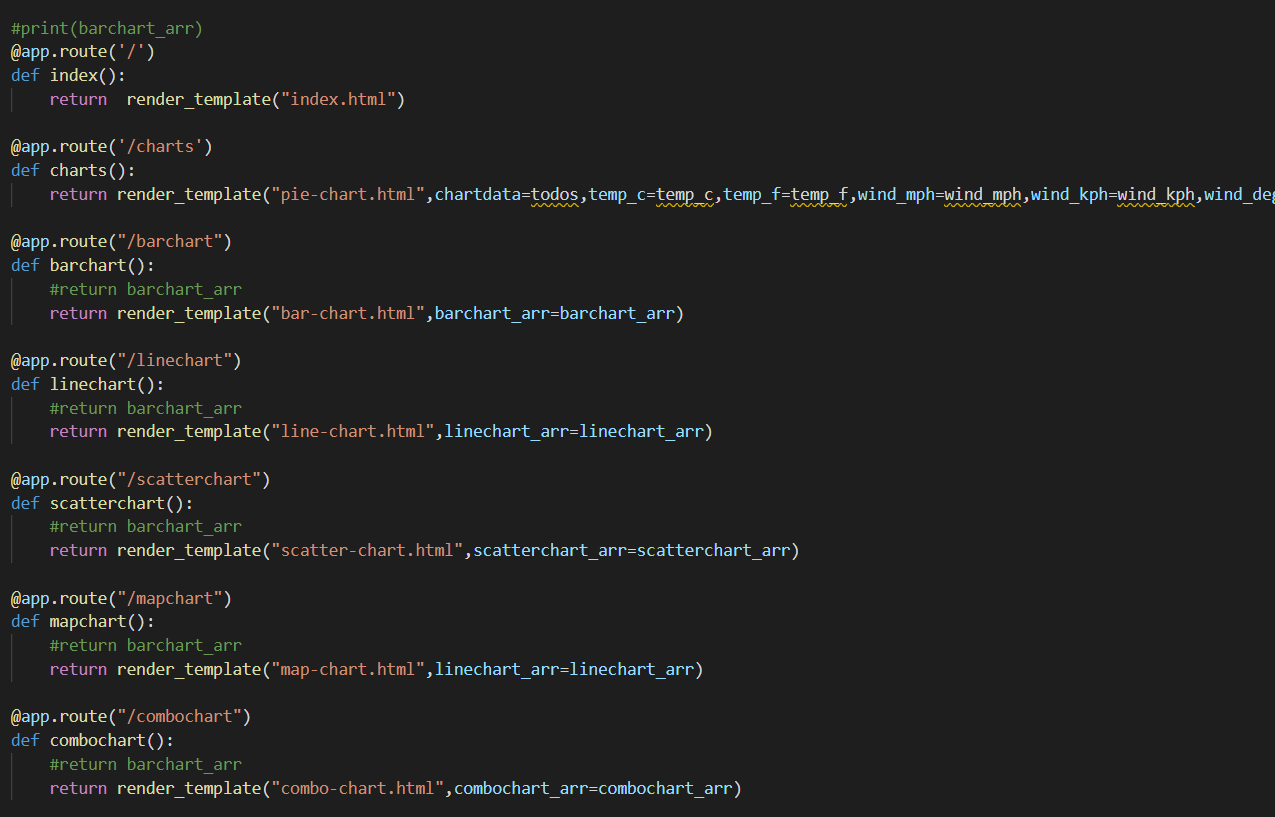 #print(barchart_arr)
@app.route('/')
def index():
    return  render_template("index.html")

@app.route('/charts')
def charts():
    return render_template("pie-chart.html",chartdata=todos,temp_c=temp_c,temp_f=temp_f,wind_mph=wind_mph,wind_kph=wind_kph,wind_deg

@app.route("/barchart")
def barchart():
    #return barchart_arr
    return render_template("bar-chart.html",barchart_arr=barchart_arr)

@app.route("/linechart")
def linechart():
    #return barchart_arr
    return render_template("line-chart.html",linechart_arr=linechart_arr)

@app.route("/scatterchart")
def scatterchart():
    #return barchart_arr
    return render_template("scatter-chart.html",scatterchart_arr=scatterchart_arr)

@app.route("/mapchart")
def mapchart():
    #return barchart_arr
    return render_template("map-chart.html",linechart_arr=linechart_arr)

@app.route("/combochart")
def combochart():
    #return barchart_arr
    return render_template("combo-chart.html",combochart_arr=combochart_arr)